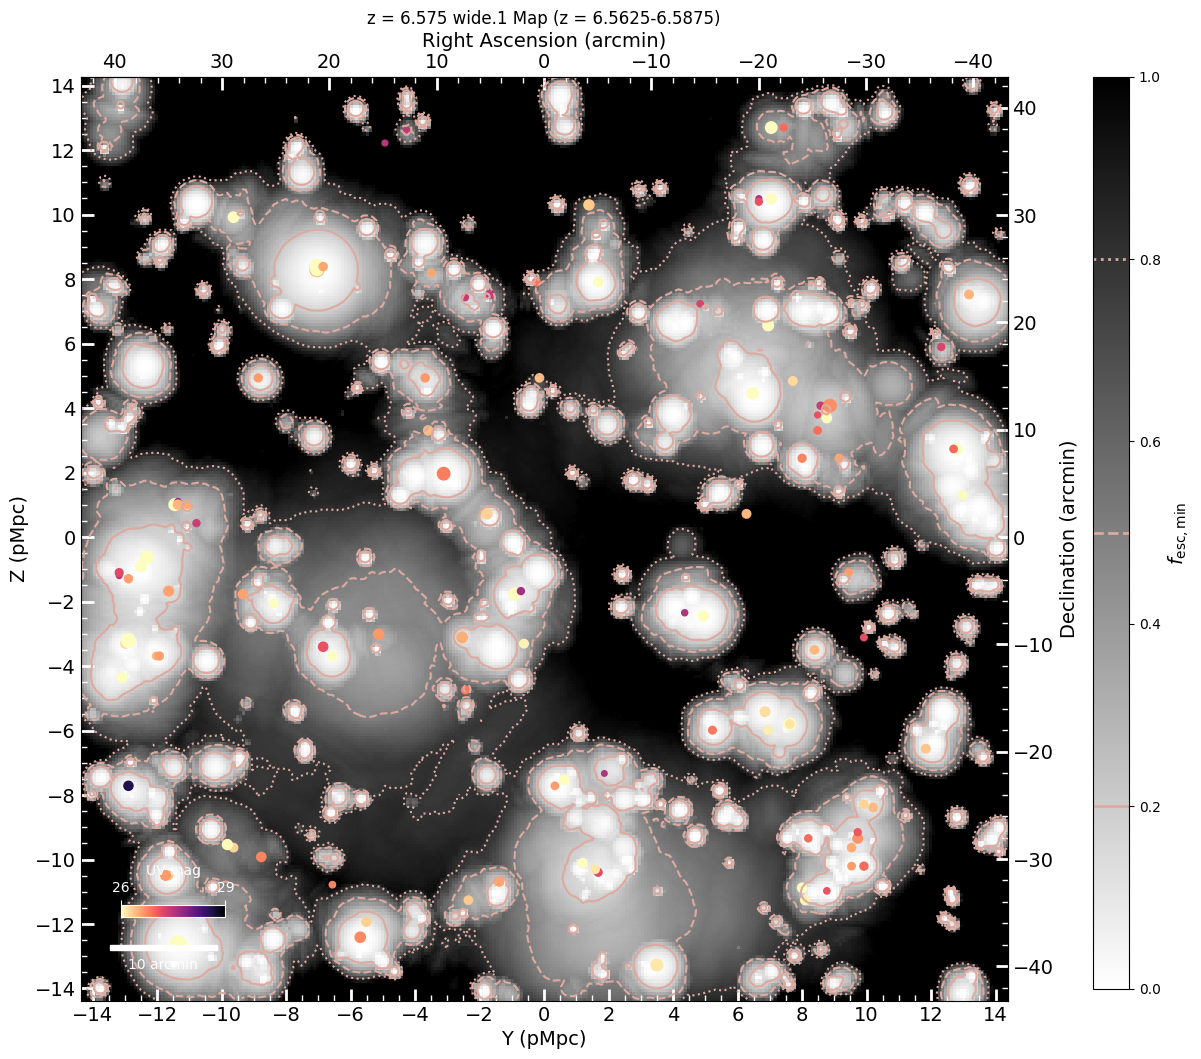 z = 6.575 wide.1 Map (z = 6.5625-6.5875)
Right Ascension (arcmin)
40 30 20 10 0 −10 −20 −30 −40
14 12 10 8 6 4 2 0 −2 −4 −6 −8 −10 −12 −14
Z (pMpc)
40 30 20 10 0 −10 −20 −30 −40
Declination (arcmin)
UV mag
26 29
10 arcmin
−14 −12 −10 −8 −6 −4 −2 0 2 4 6 8 10 12 14
Y (pMpc)
1.0 0.8 0.6 0.4 0.2 0.0
fesc,min